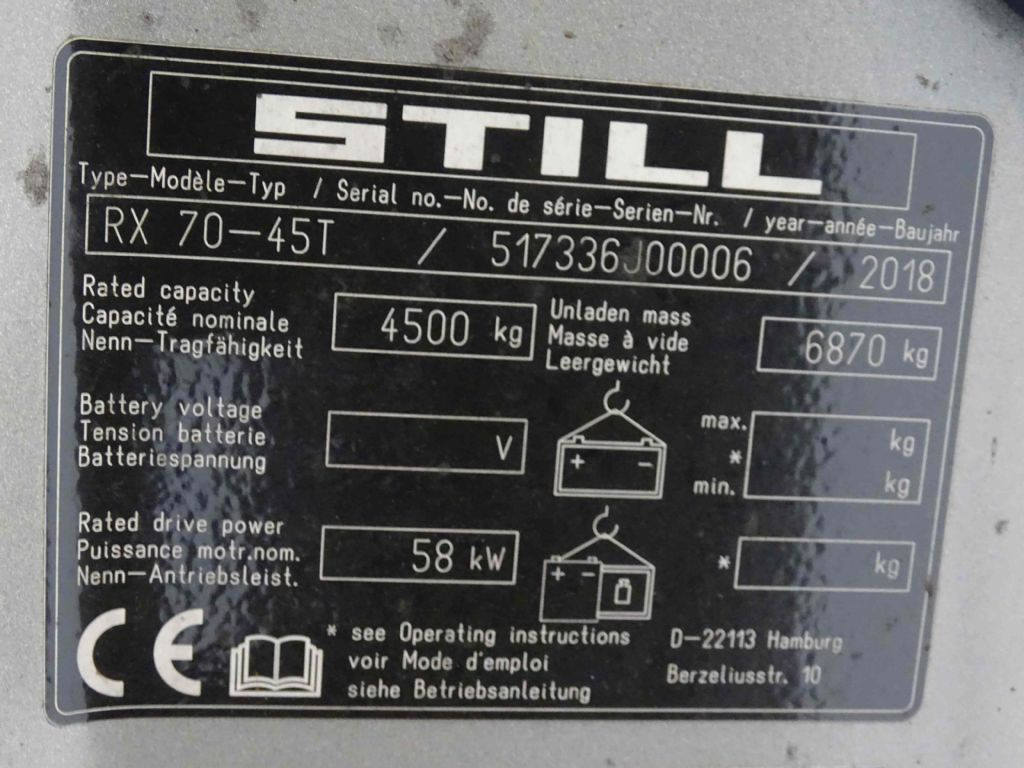 STILL
Type-Modèle-Typ / Serial no.-No. de série-Serien-Nr. / year-année-Baujahr
RX 70-45T / 517336J00006 / 2018
Rated capacity
Capacité nominale
Nenn-Tragfähigkeit
4500 kg
Unladen mass
Masse à vide
Leergewicht
6870 kg
Battery voltage
Tension batterie
Batteriespannung
V
+ -
max.
*
min.
kg
kg
Rated drive power
Puissance motr.nom.
Nenn-Antriebsleist.
58 kW
+ -
*
kg
CE
* see Operating instructions
voir Mode d'emploi
siehe Betriebsanleitung
D-22113 Hamburg
Berzeliusstr. 10